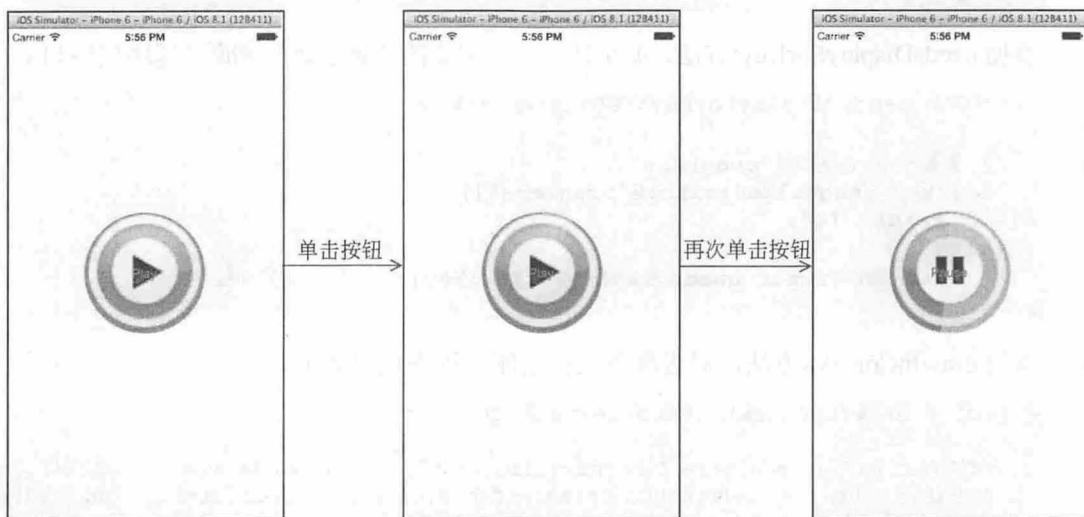 iOS Simulator – iPhone 6 – iPhone 6 / iOS 8.1 (12B411)
Carrier 5:56 PM
Play
单击按钮
iOS Simulator – iPhone 6 – iPhone 6 / iOS 8.1 (12B411)
Carrier 5:56 PM
Play
再次单击按钮
iOS Simulator – iPhone 6 – iPhone 6 / iOS 8.1 (12B411)
Carrier 5:56 PM
Pause